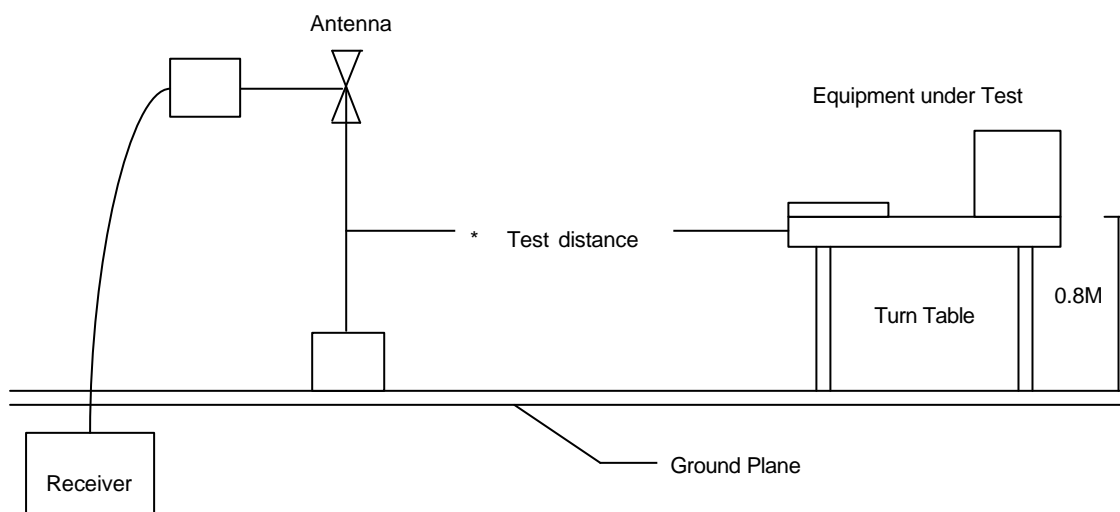 Antenna
Equipment under Test
* Test distance
0.8M
Turn Table
Ground Plane
Receiver